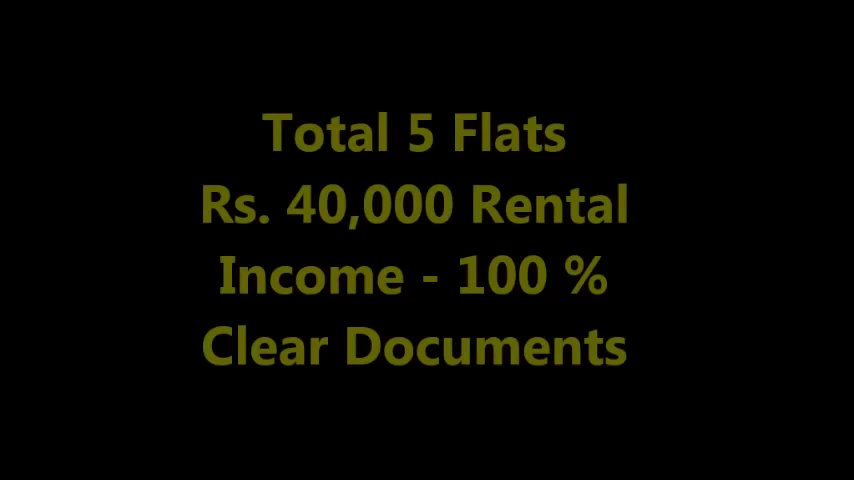 Total 5 Flats
Rs. 40,000 Rental
Income - 100 %
Clear Documents